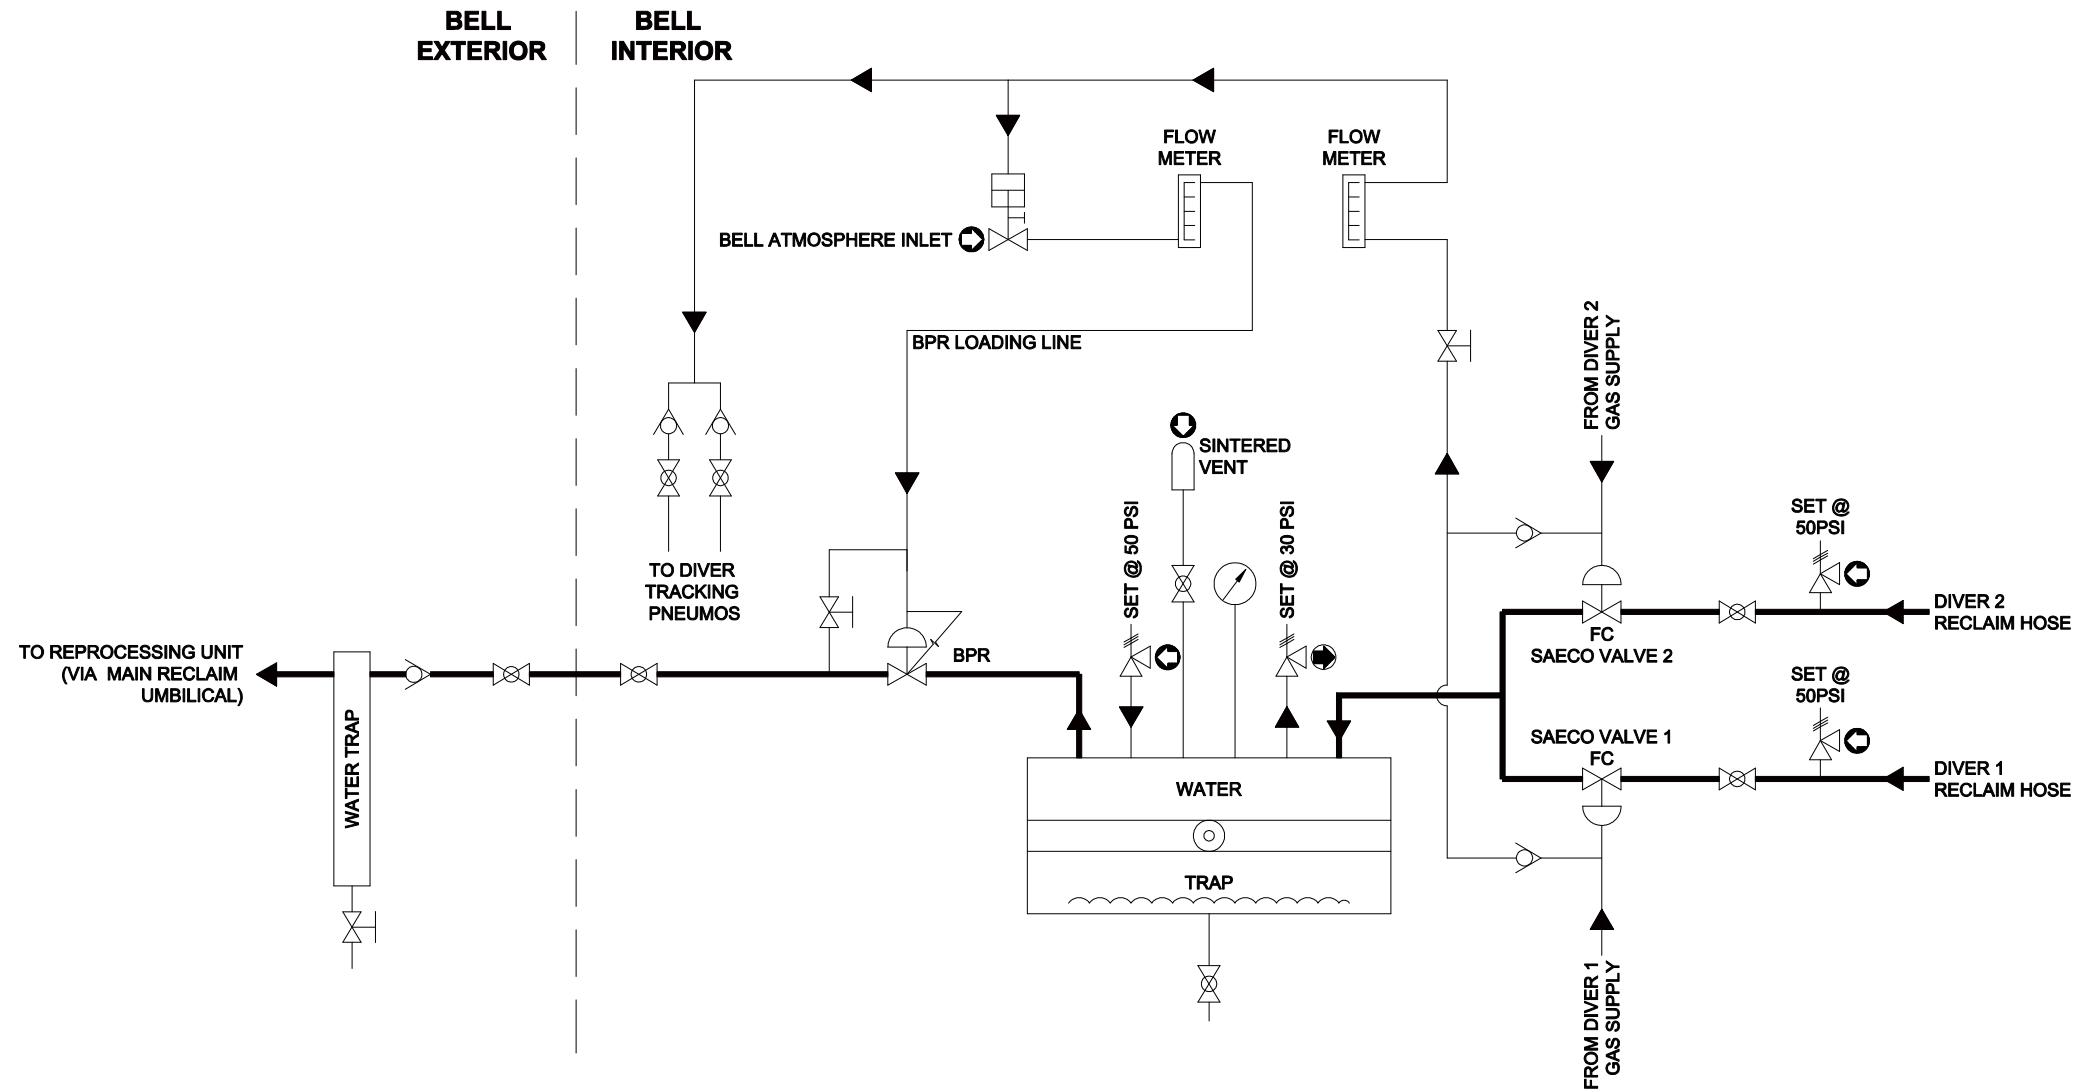 BELL
EXTERIOR
BELL
INTERIOR
FLOW
METER
FLOW
METER
BELL ATMOSPHERE INLET
BPR LOADING LINE
FROM DIVER 2
GAS SUPPLY
SINTERED
VENT
SET @ 50 PSI
SET @ 30 PSI
SET @
50PSI
TO DIVER
TRACKING
PNEUMOS
DIVER 2
RECLAIM HOSE
FC
SAECO VALVE 2
TO REPROCESSING UNIT
(VIA MAIN RECLAIM
UMBILICAL)
BPR
SET @
50PSI
WATER TRAP
SAECO VALVE 1
FC
DIVER 1
RECLAIM HOSE
WATER
TRAP
FROM DIVER 1
GAS SUPPLY